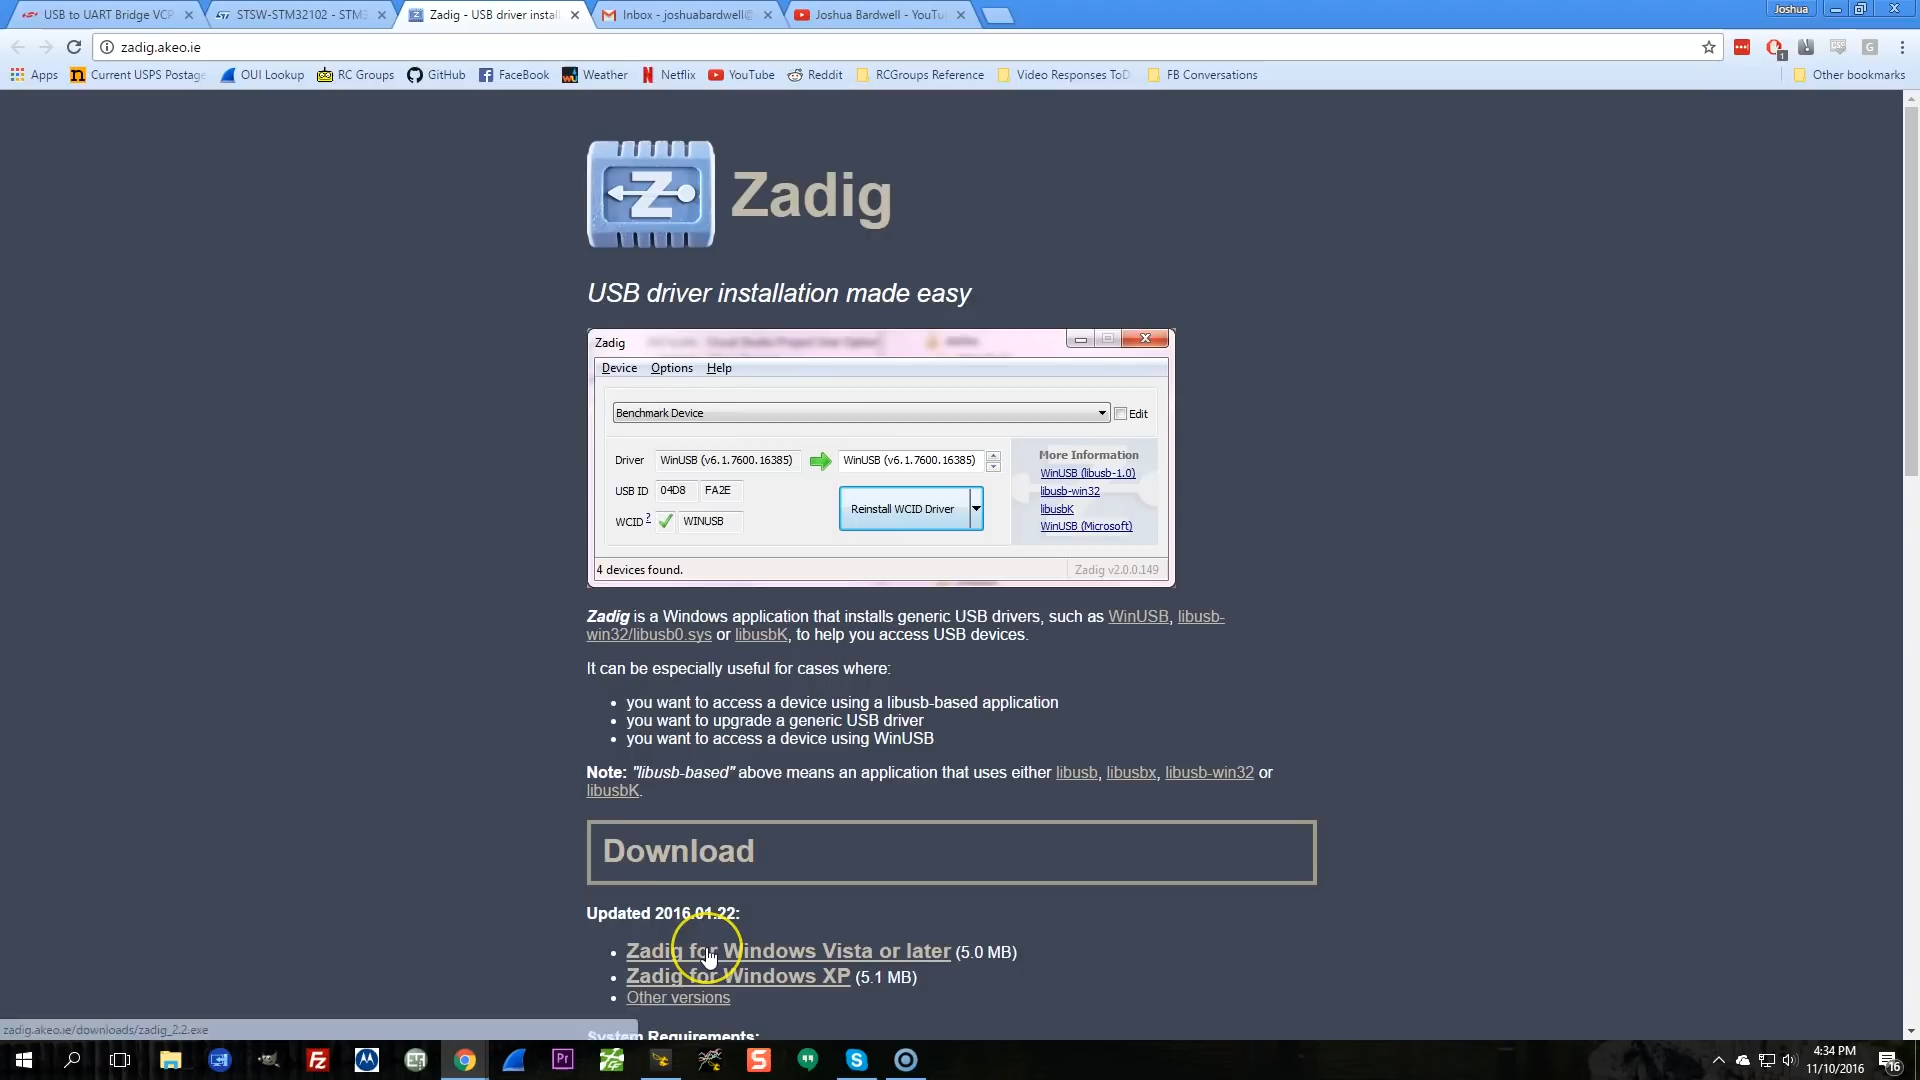 USB to UART Bridge VCP
STSW-STM32102 - STM3
Zadig - USB driver instal
Inbox - joshuabardwell@
Joshua Bardwell - YouTu
Joshua
zadig.akeo.ie
1
Apps
Current USPS Postage
OUI Lookup
RC Groups
GitHub
FaceBook
Weather
Netflix
YouTube
Reddit
RCGroups Reference
Video Responses ToD
FB Conversations
Other bookmarks
Z
Zadig
USB driver installation made easy
Zadig
Device Options Help
Benchmark Device
Edit
Driver WinUSB (v6.1.7600.16385) WinUSB (v6.1.7600.16385)
USB ID 04D8 FA2E
WCID ? WINUSB
Reinstall WCID Driver
More Information
WinUSB (libusb-1.0)
libusb-win32
libusbK
WinUSB (Microsoft)
4 devices found.
Zadig v2.0.0.149
Zadig is a Windows application that installs generic USB drivers, such as WinUSB, libusb-
win32/libusb0.sys or libusbK, to help you access USB devices.
It can be especially useful for cases where:
• you want to access a device using a libusb-based application
• you want to upgrade a generic USB driver
• you want to access a device using WinUSB
Note: "libusb-based" above means an application that uses either libusb, libusbx, libusb-win32 or
libusbK.
Download
Updated 2016.01.22:
• Zadig for Windows Vista or later (5.0 MB)
• Zadig for Windows XP (5.1 MB)
• Other versions
System Requirements:
zadig.akeo.ie/downloads/zadig_2.2.exe
4:34 PM
11/10/2016
16